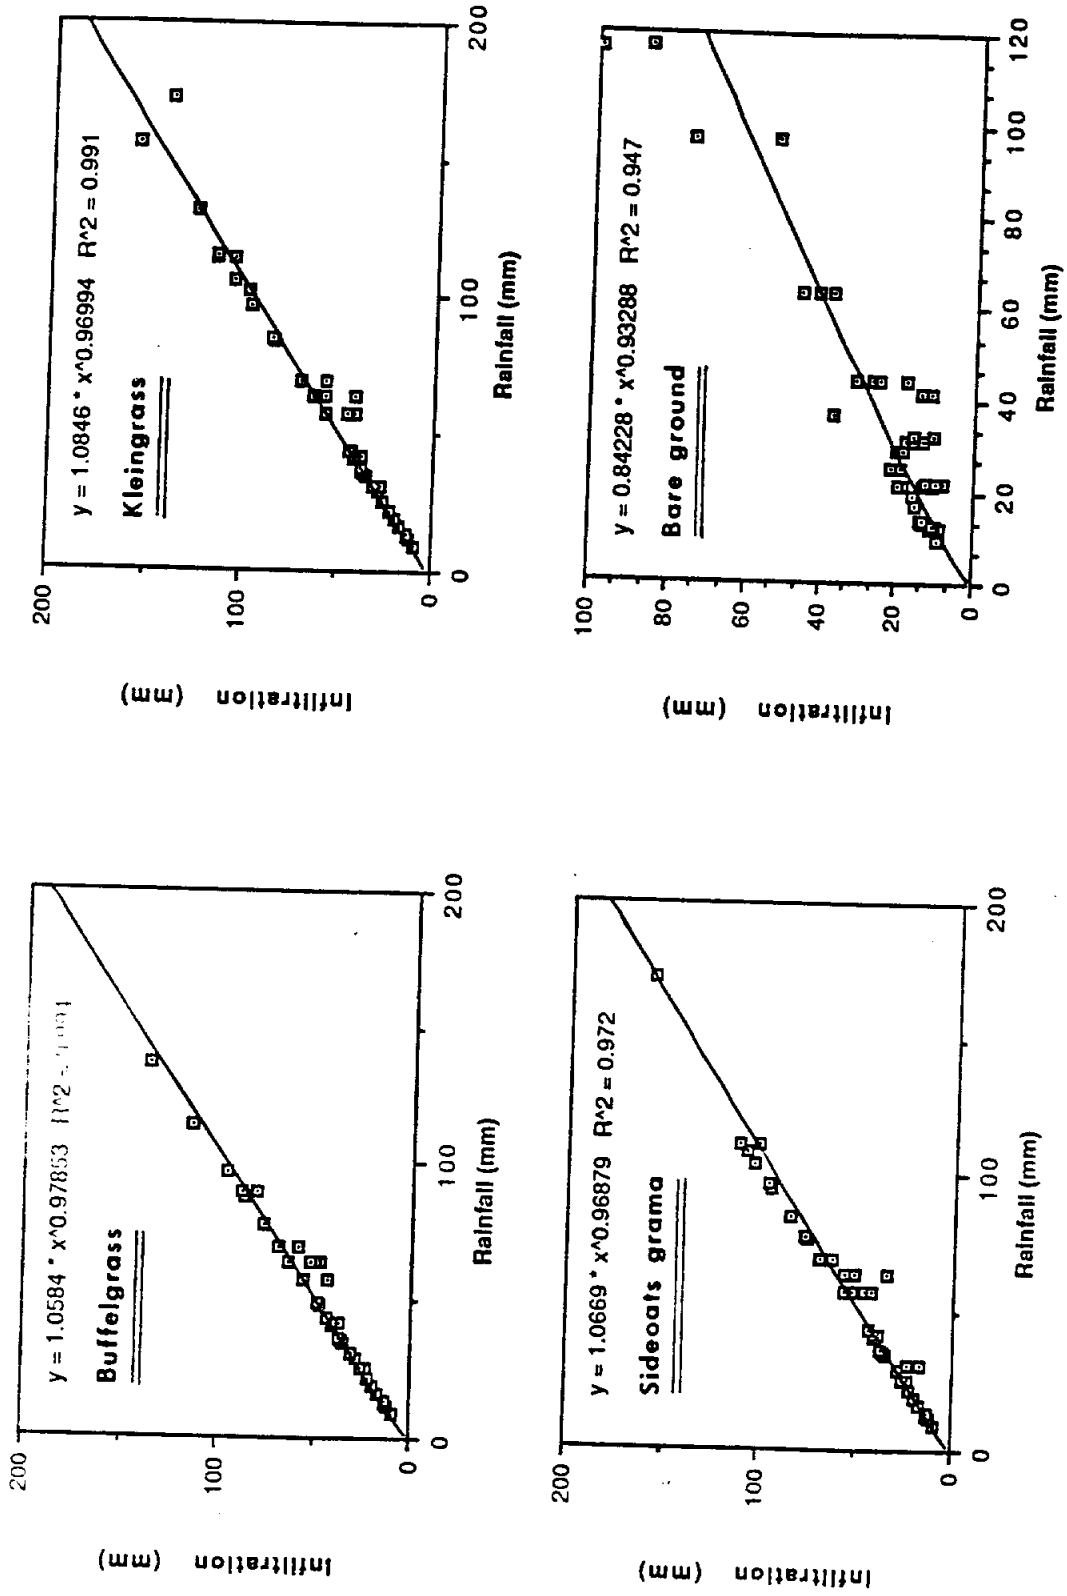 y = 1.0584 * x^0.97853 R^2 =
Buffelgrass
200
100
0
Infiltration (mm)
0
100
200
Rainfall (mm)
y = 1.0846 * x^0.96994 R^2 = 0.991
Kleingrass
200
100
0
Infiltration (mm)
0
100
200
Rainfall (mm)
y = 1.0669 * x^0.96879 R^2 = 0.972
Sideoats grama
200
100
0
Infiltration (mm)
0
100
200
Rainfall (mm)
y = 0.84228 * x^0.93288 R^2 = 0.947
Bare ground
100
80
60
40
20
0
Infiltration (mm)
0
20
40
60
80
100
120
Rainfall (mm)